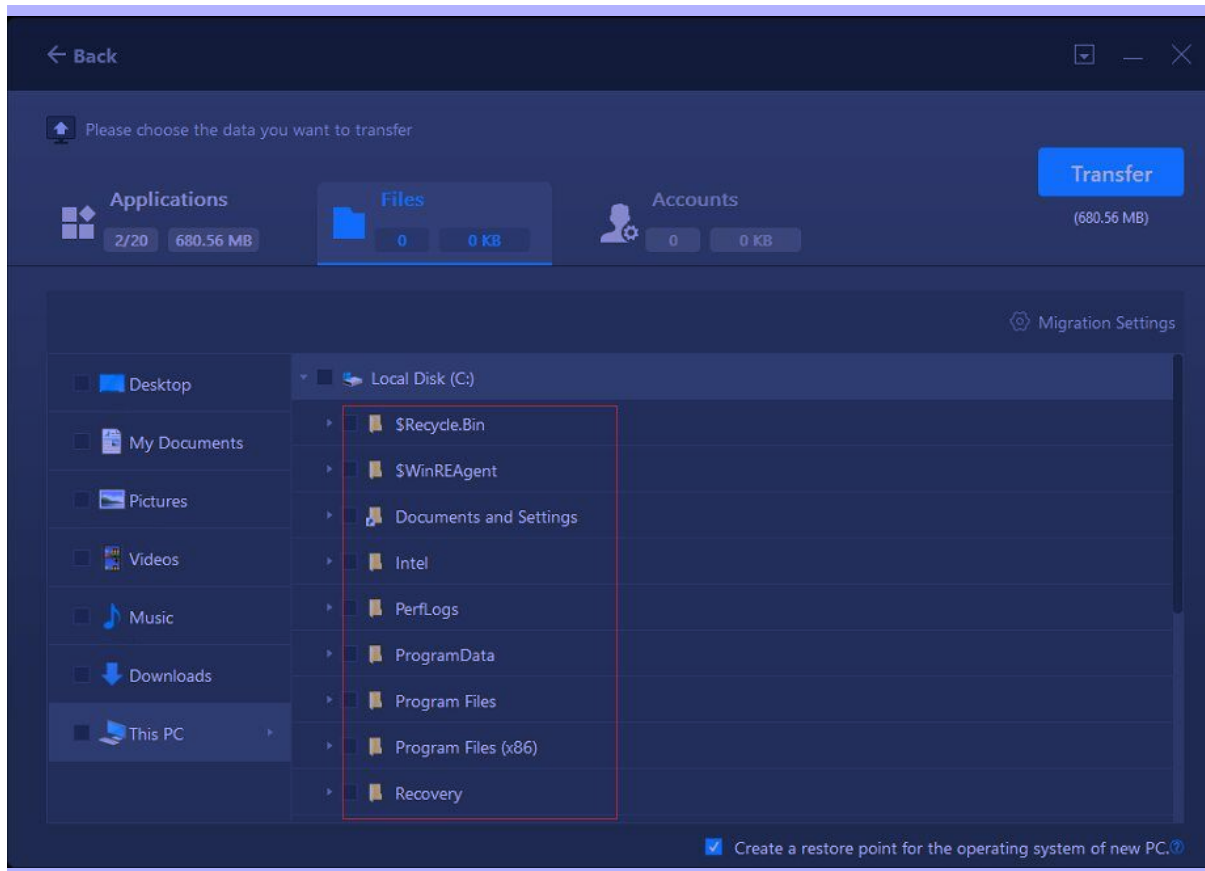 Back
Please choose the data you want to transfer
Transfer
(680.56 MB)
Applications
2/20 680.56 MB
Files
0 0 KB
Accounts
0 0 KB
Migration Settings
Desktop
My Documents
Pictures
Videos
Music
Downloads
This PC
Local Disk (C:)
$Recycle.Bin
$WinREAgent
Documents and Settings
Intel
PerfLogs
ProgramData
Program Files
Program Files (x86)
Recovery
Create a restore point for the operating system of new PC.?